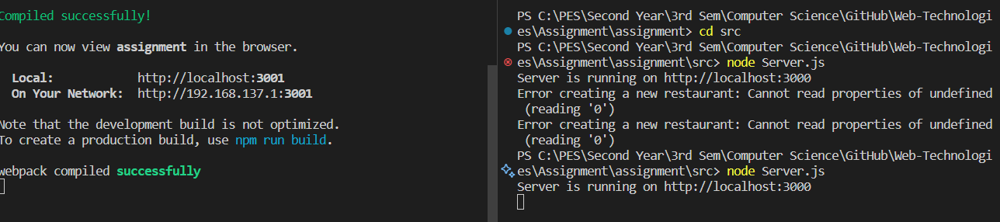 Compiled successfully!
You can now view assignment in the browser.
Local: http://localhost:3001
On Your Network: http://192.168.137.1:3001
Note that the development build is not optimized.
To create a production build, use npm run build.
webpack compiled successfully
PS C:\PES\Second Year\3rd Sem\Computer Science\GitHub\Web-Technologi
es\Assignment\assignment> cd src
PS C:\PES\Second Year\3rd Sem\Computer Science\GitHub\Web-Technologi
es\Assignment\assignment\src> node Server.js
Server is running on http://localhost:3000
Error creating a new restaurant: Cannot read properties of undefined
(reading '0')
Error creating a new restaurant: Cannot read properties of undefined
(reading '0')
PS C:\PES\Second Year\3rd Sem\Computer Science\GitHub\Web-Technologi
es\Assignment\assignment\src> node Server.js
Server is running on http://localhost:3000